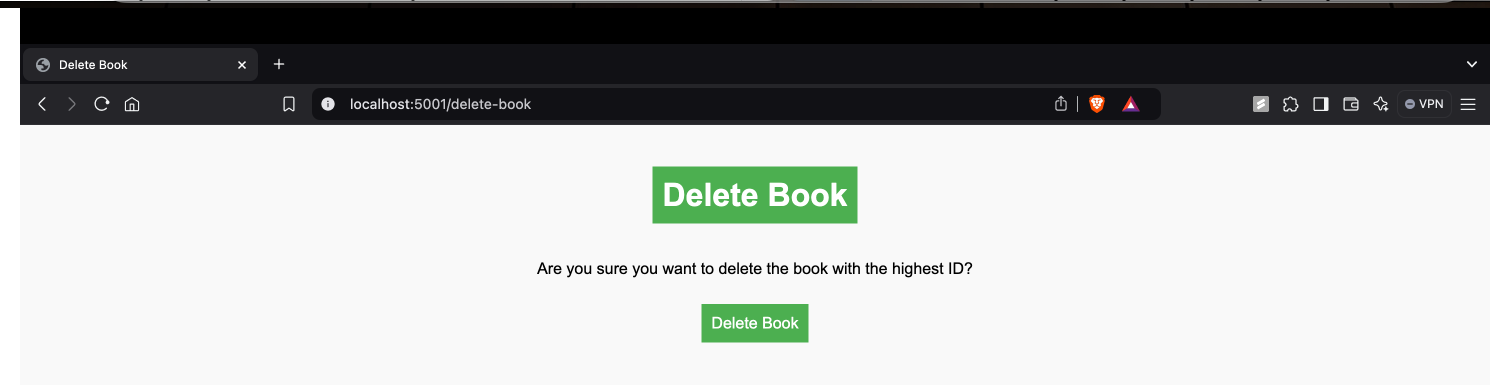 Delete Book
localhost:5001/delete-book
VPN
Delete Book
Are you sure you want to delete the book with the highest ID?
Delete Book